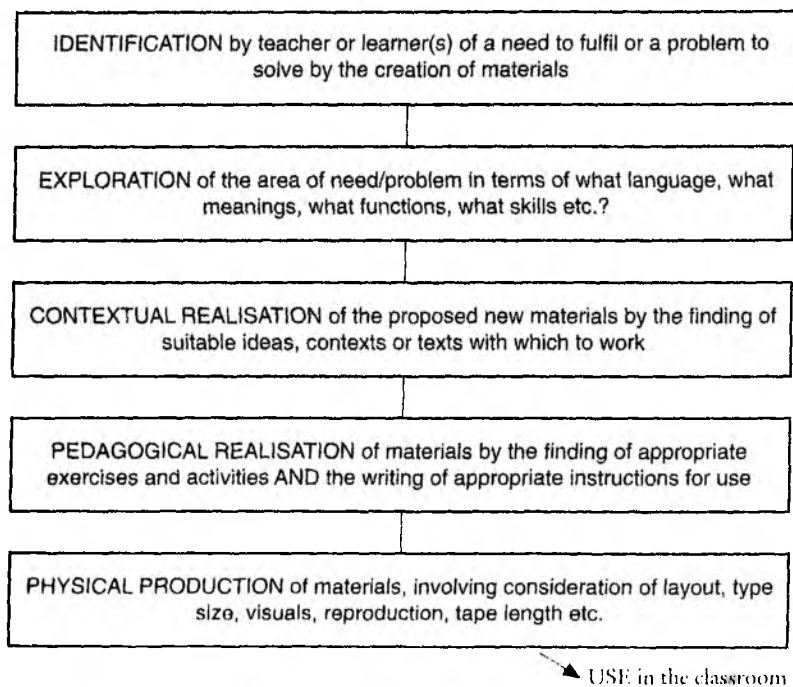 IDENTIFICATION by teacher or learner(s) of a need to fulfil or a problem to
solve by the creation of materials
EXPLORATION of the area of need/problem in terms of what language, what
meanings, what functions, what skills etc.?
CONTEXTUAL REALISATION of the proposed new materials by the finding of
suitable ideas, contexts or texts with which to work
PEDAGOGICAL REALISATION of materials by the finding of appropriate
exercises and activities AND the writing of appropriate instructions for use
PHYSICAL PRODUCTION of materials, involving consideration of layout, type
size, visuals, reproduction, tape length etc.
USE in the classroom